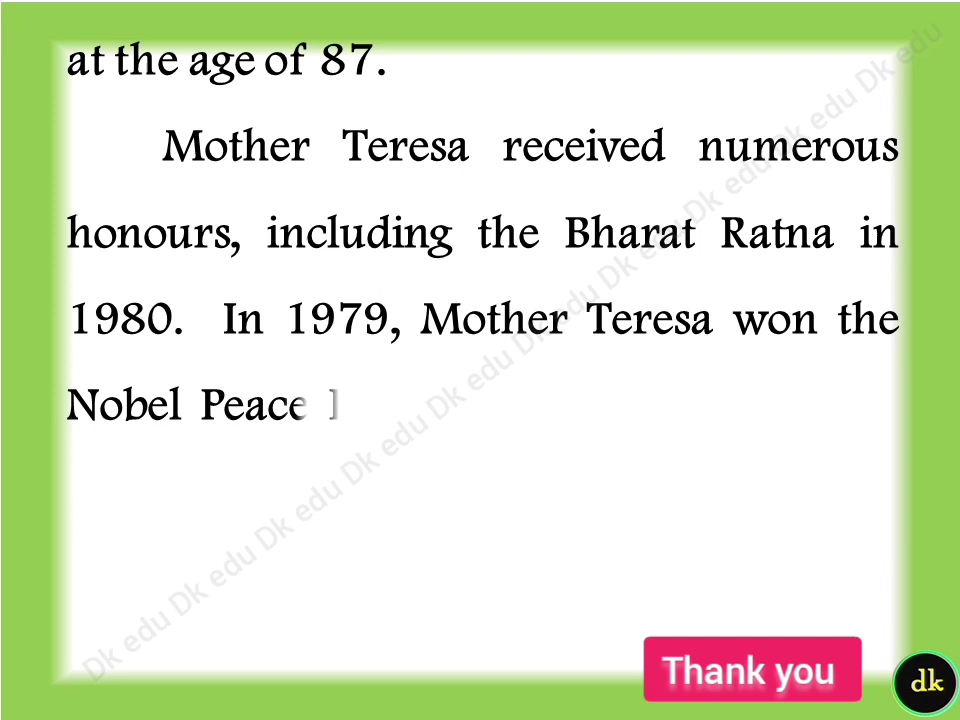 at the age of 87.
Mother Teresa received numerous
honours, including the Bharat Ratna in
1980. In 1979, Mother Teresa won the
Nobel Peace
Dk edu Dk edu Dk edu Dk edu Dk edu Dk edu Dk edu Dk edu Dk edu Dk edu
Thank you
dk